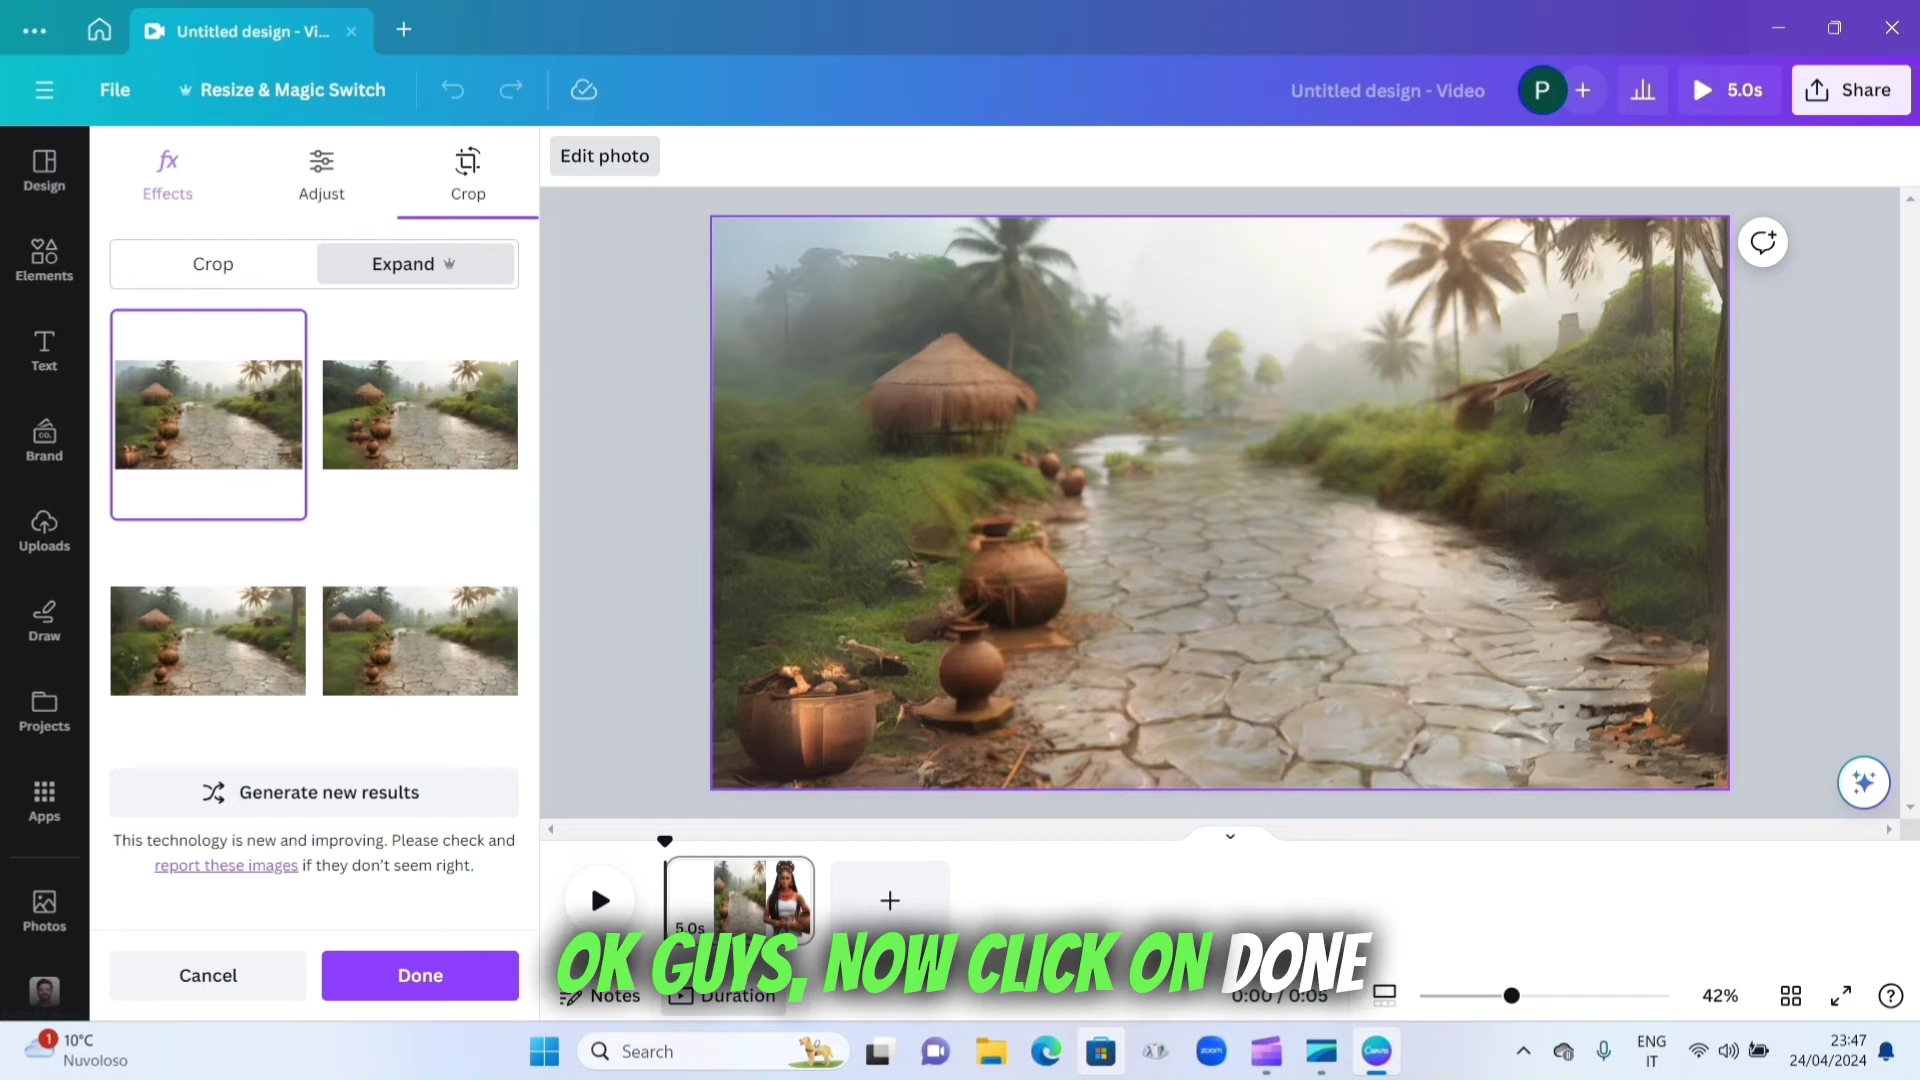 Untitled design - Vi...
File
Resize & Magic Switch
Untitled design - Video
P
5.0s
Share
Design
Elements
Text
CO.
Brand
Uploads
Draw
Projects
Apps
Photos
Effects
Adjust
Crop
Crop
Expand
Generate new results
This technology is new and improving. Please check and
report these images if they don't seem right.
Cancel
Done
Edit photo
5.0s
OK GUYS, NOW CLICK ON DONE
Notes
Duration
0:00 / 0:05
42%
1
10°C
Nuvoloso
Search
zoom
Canva
ENG
IT
23:47
24/04/2024